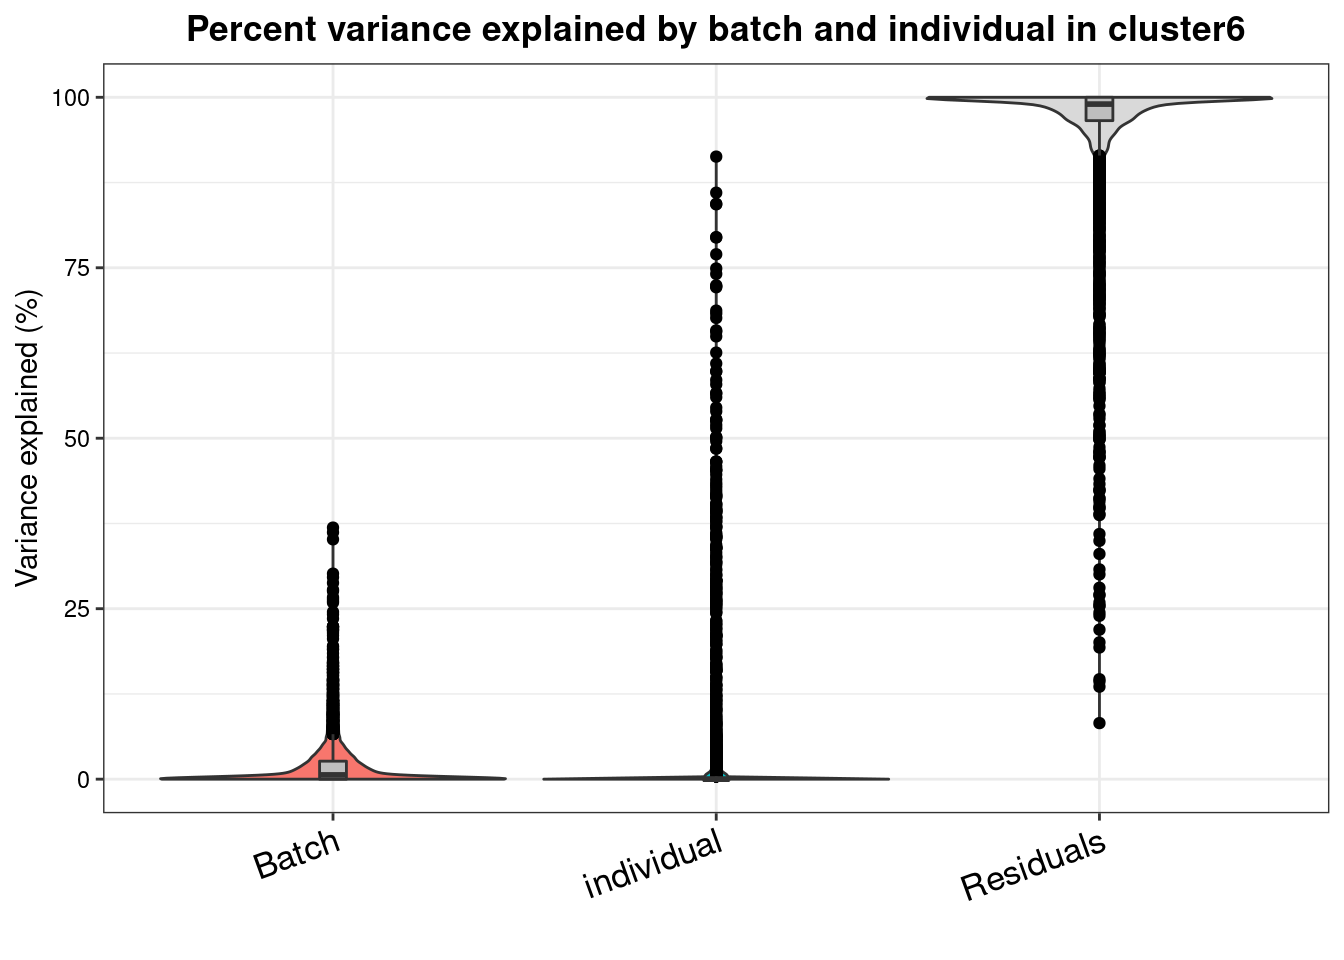 Percent variance explained by batch and individual in cluster6
Variance explained (%)
100
75
50
25
0
Batch
individual
Residuals